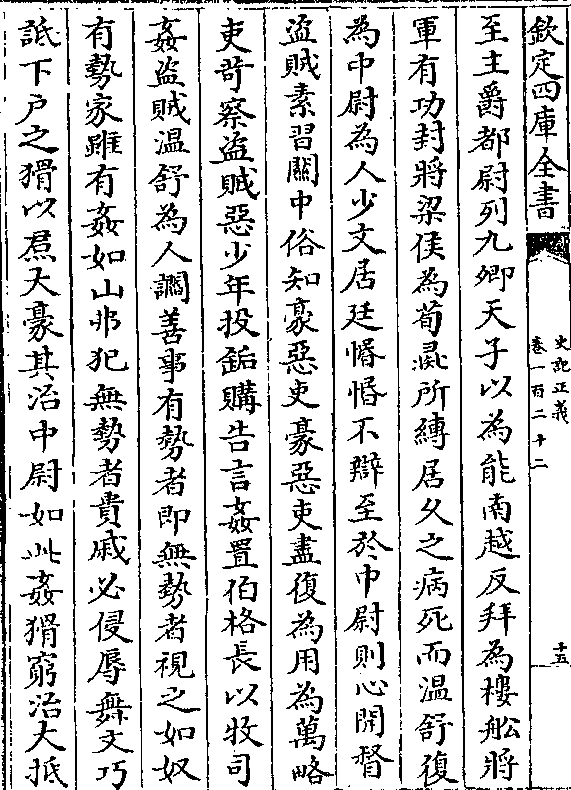 欽定四庫全書
史記正義
卷一百二十二
十五
至主爵都尉列九卿天子以為能南越反拜為樓船將
軍有功封將梁侯為荀彘所縛居久之病死而温舒復
為中尉為人少文居廷惛惛不辯至於中尉則心開督
盗賊素習關中俗知豪惡吏豪惡吏盡復為用為萬略
吏苛察盗賊惡少年投缿購告言姦置伯格長以牧司
姦盗賊温舒為人讇善事有勢者即無勢者視之如奴
有勢家雖有姦如山弗犯無勢者貴戚必侵辱舞文巧
詆下户之猾以焄大豪其治中尉如此姦猾窮治大抵